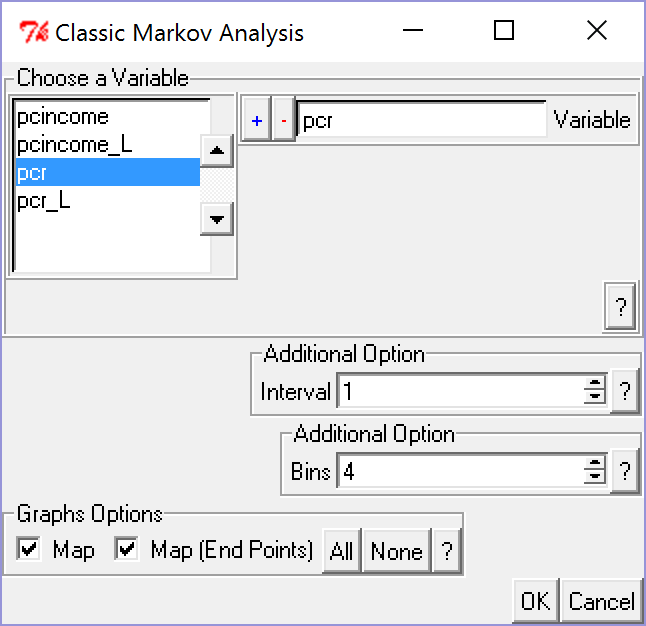 Classic Markov Analysis
Choose a Variable
pcincome
pcincome_L
pcr
pcr_L
+ - pcr Variable
?
Additional Option
Interval 1 ?
Additional Option
Bins 4 ?
Graphs Options
Map Map (End Points) All None ?
OK Cancel